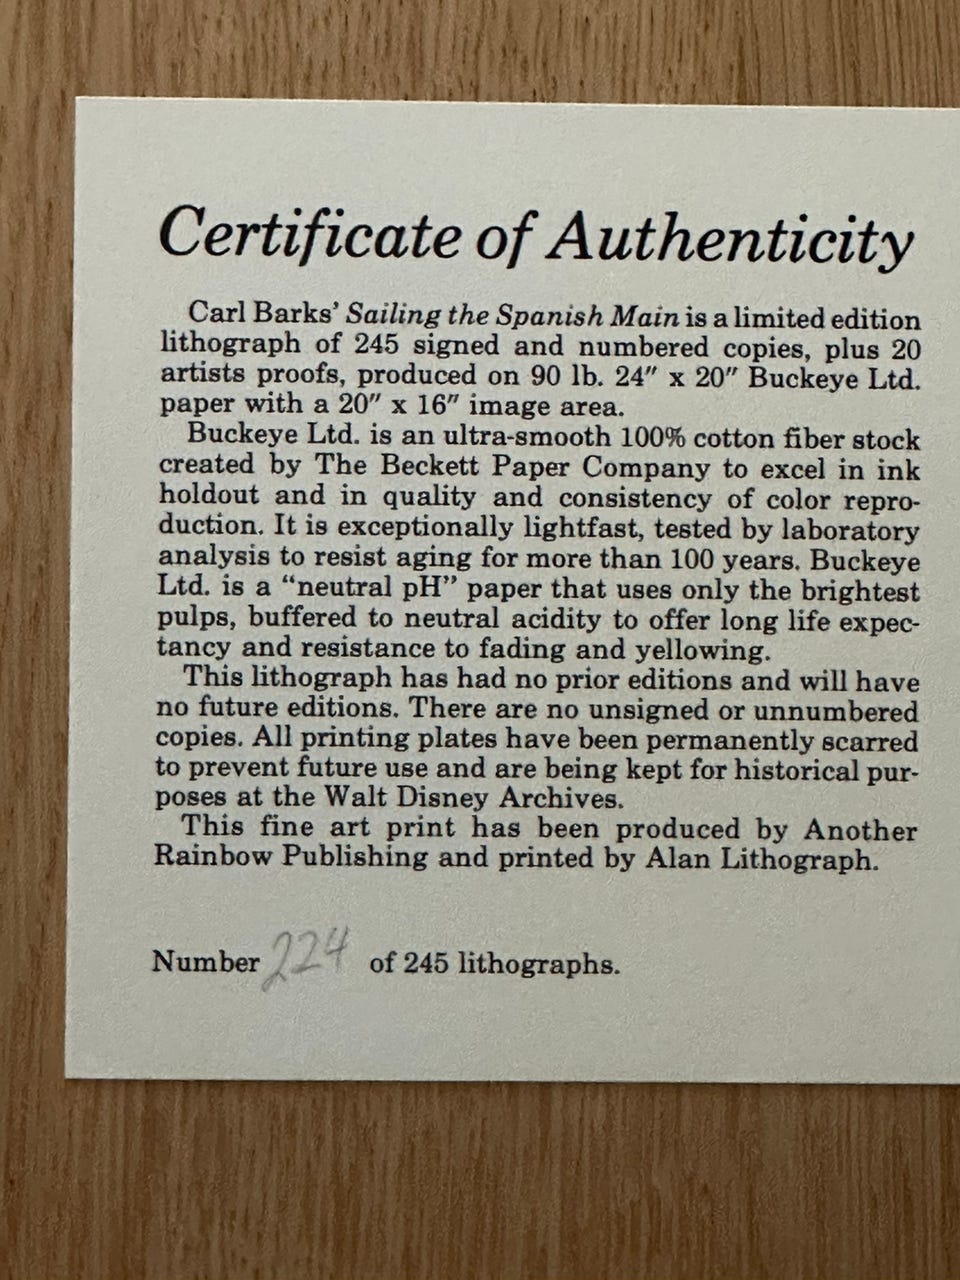 Certificate of Authenticity
Carl Barks’ Sailing the Spanish Main is a limited edition
lithograph of 245 signed and numbered copies, plus 20
artists proofs, produced on 90 lb. 24″ x 20″ Buckeye Ltd.
paper with a 20″ x 16″ image area.
Buckeye Ltd. is an ultra-smooth 100% cotton fiber stock
created by The Beckett Paper Company to excel in ink
holdout and in quality and consistency of color repro-
duction. It is exceptionally lightfast, tested by laboratory
analysis to resist aging for more than 100 years. Buckeye
Ltd. is a “neutral pH” paper that uses only the brightest
pulps, buffered to neutral acidity to offer long life expec-
tancy and resistance to fading and yellowing.
This lithograph has had no prior editions and will have
no future editions. There are no unsigned or unnumbered
copies. All printing plates have been permanently scarred
to prevent future use and are being kept for historical pur-
poses at the Walt Disney Archives.
This fine art print has been produced by Another
Rainbow Publishing and printed by Alan Lithograph.
Number 224 of 245 lithographs.